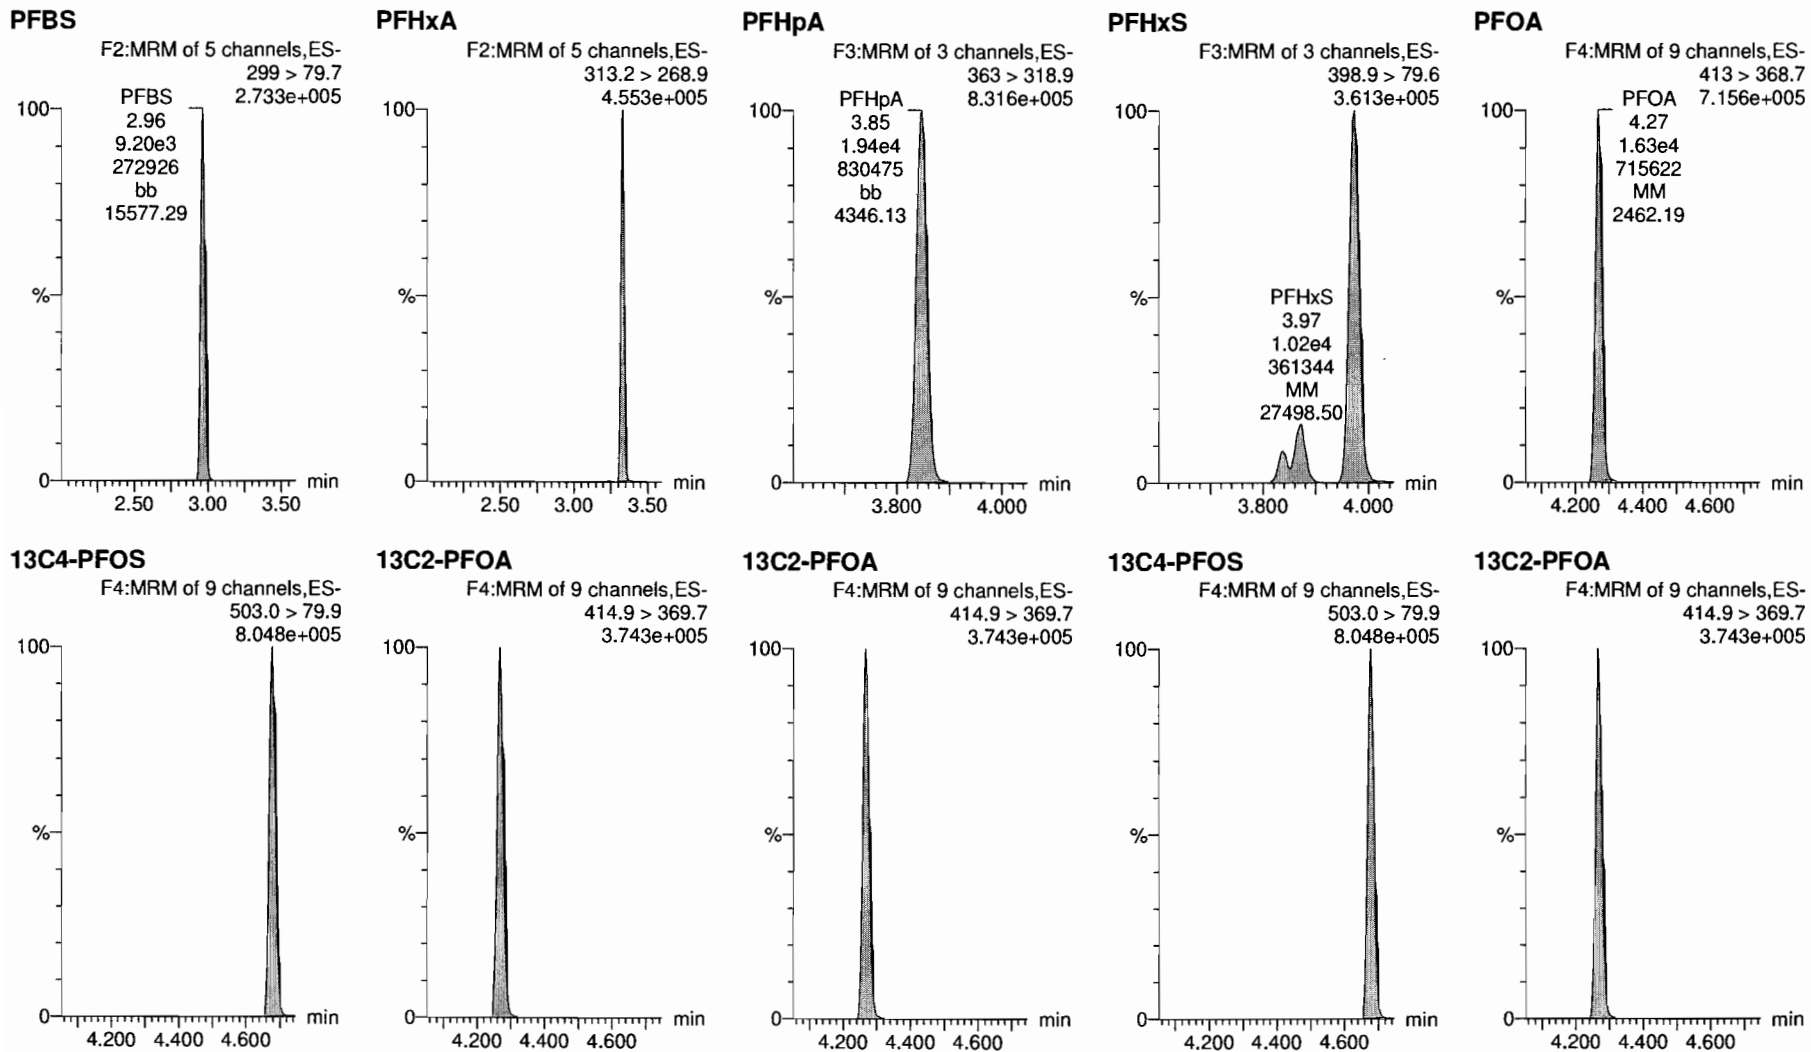 PFBS
F2:MRM of 5 channels,ES-
299 > 79.7
2.733e+005
PFBS
2.96
9.20e3
272926
bb
15577.29
100
%
0
min
2.50 3.00 3.50
PFHxA
F2:MRM of 5 channels,ES-
313.2 > 268.9
4.553e+005
100
%
0
min
2.50 3.00 3.50
PFHpA
F3:MRM of 3 channels,ES-
363 > 318.9
8.316e+005
PFHpA
3.85
1.94e4
830475
bb
4346.13
100
%
0
min
3.800 4.000
PFHxS
F3:MRM of 3 channels,ES-
398.9 > 79.6
3.613e+005
100
PFHxS
3.97
1.02e4
361344
MM
27498.50
%
0
min
3.800 4.000
PFOA
F4:MRM of 9 channels,ES-
413 > 368.7
7.156e+005
PFOA
4.27
1.63e4
715622
MM
2462.19
100
%
0
min
4.200 4.400 4.600
13C4-PFOS
F4:MRM of 9 channels,ES-
503.0 > 79.9
8.048e+005
100
%
0
min
4.200 4.400 4.600
13C2-PFOA
F4:MRM of 9 channels,ES-
414.9 > 369.7
3.743e+005
100
%
0
min
4.200 4.400 4.600
13C2-PFOA
F4:MRM of 9 channels,ES-
414.9 > 369.7
3.743e+005
100
%
0
min
4.200 4.400 4.600
13C4-PFOS
F4:MRM of 9 channels,ES-
503.0 > 79.9
8.048e+005
100
%
0
min
4.200 4.400 4.600
13C2-PFOA
F4:MRM of 9 channels,ES-
414.9 > 369.7
3.743e+005
100
%
0
min
4.200 4.400 4.600